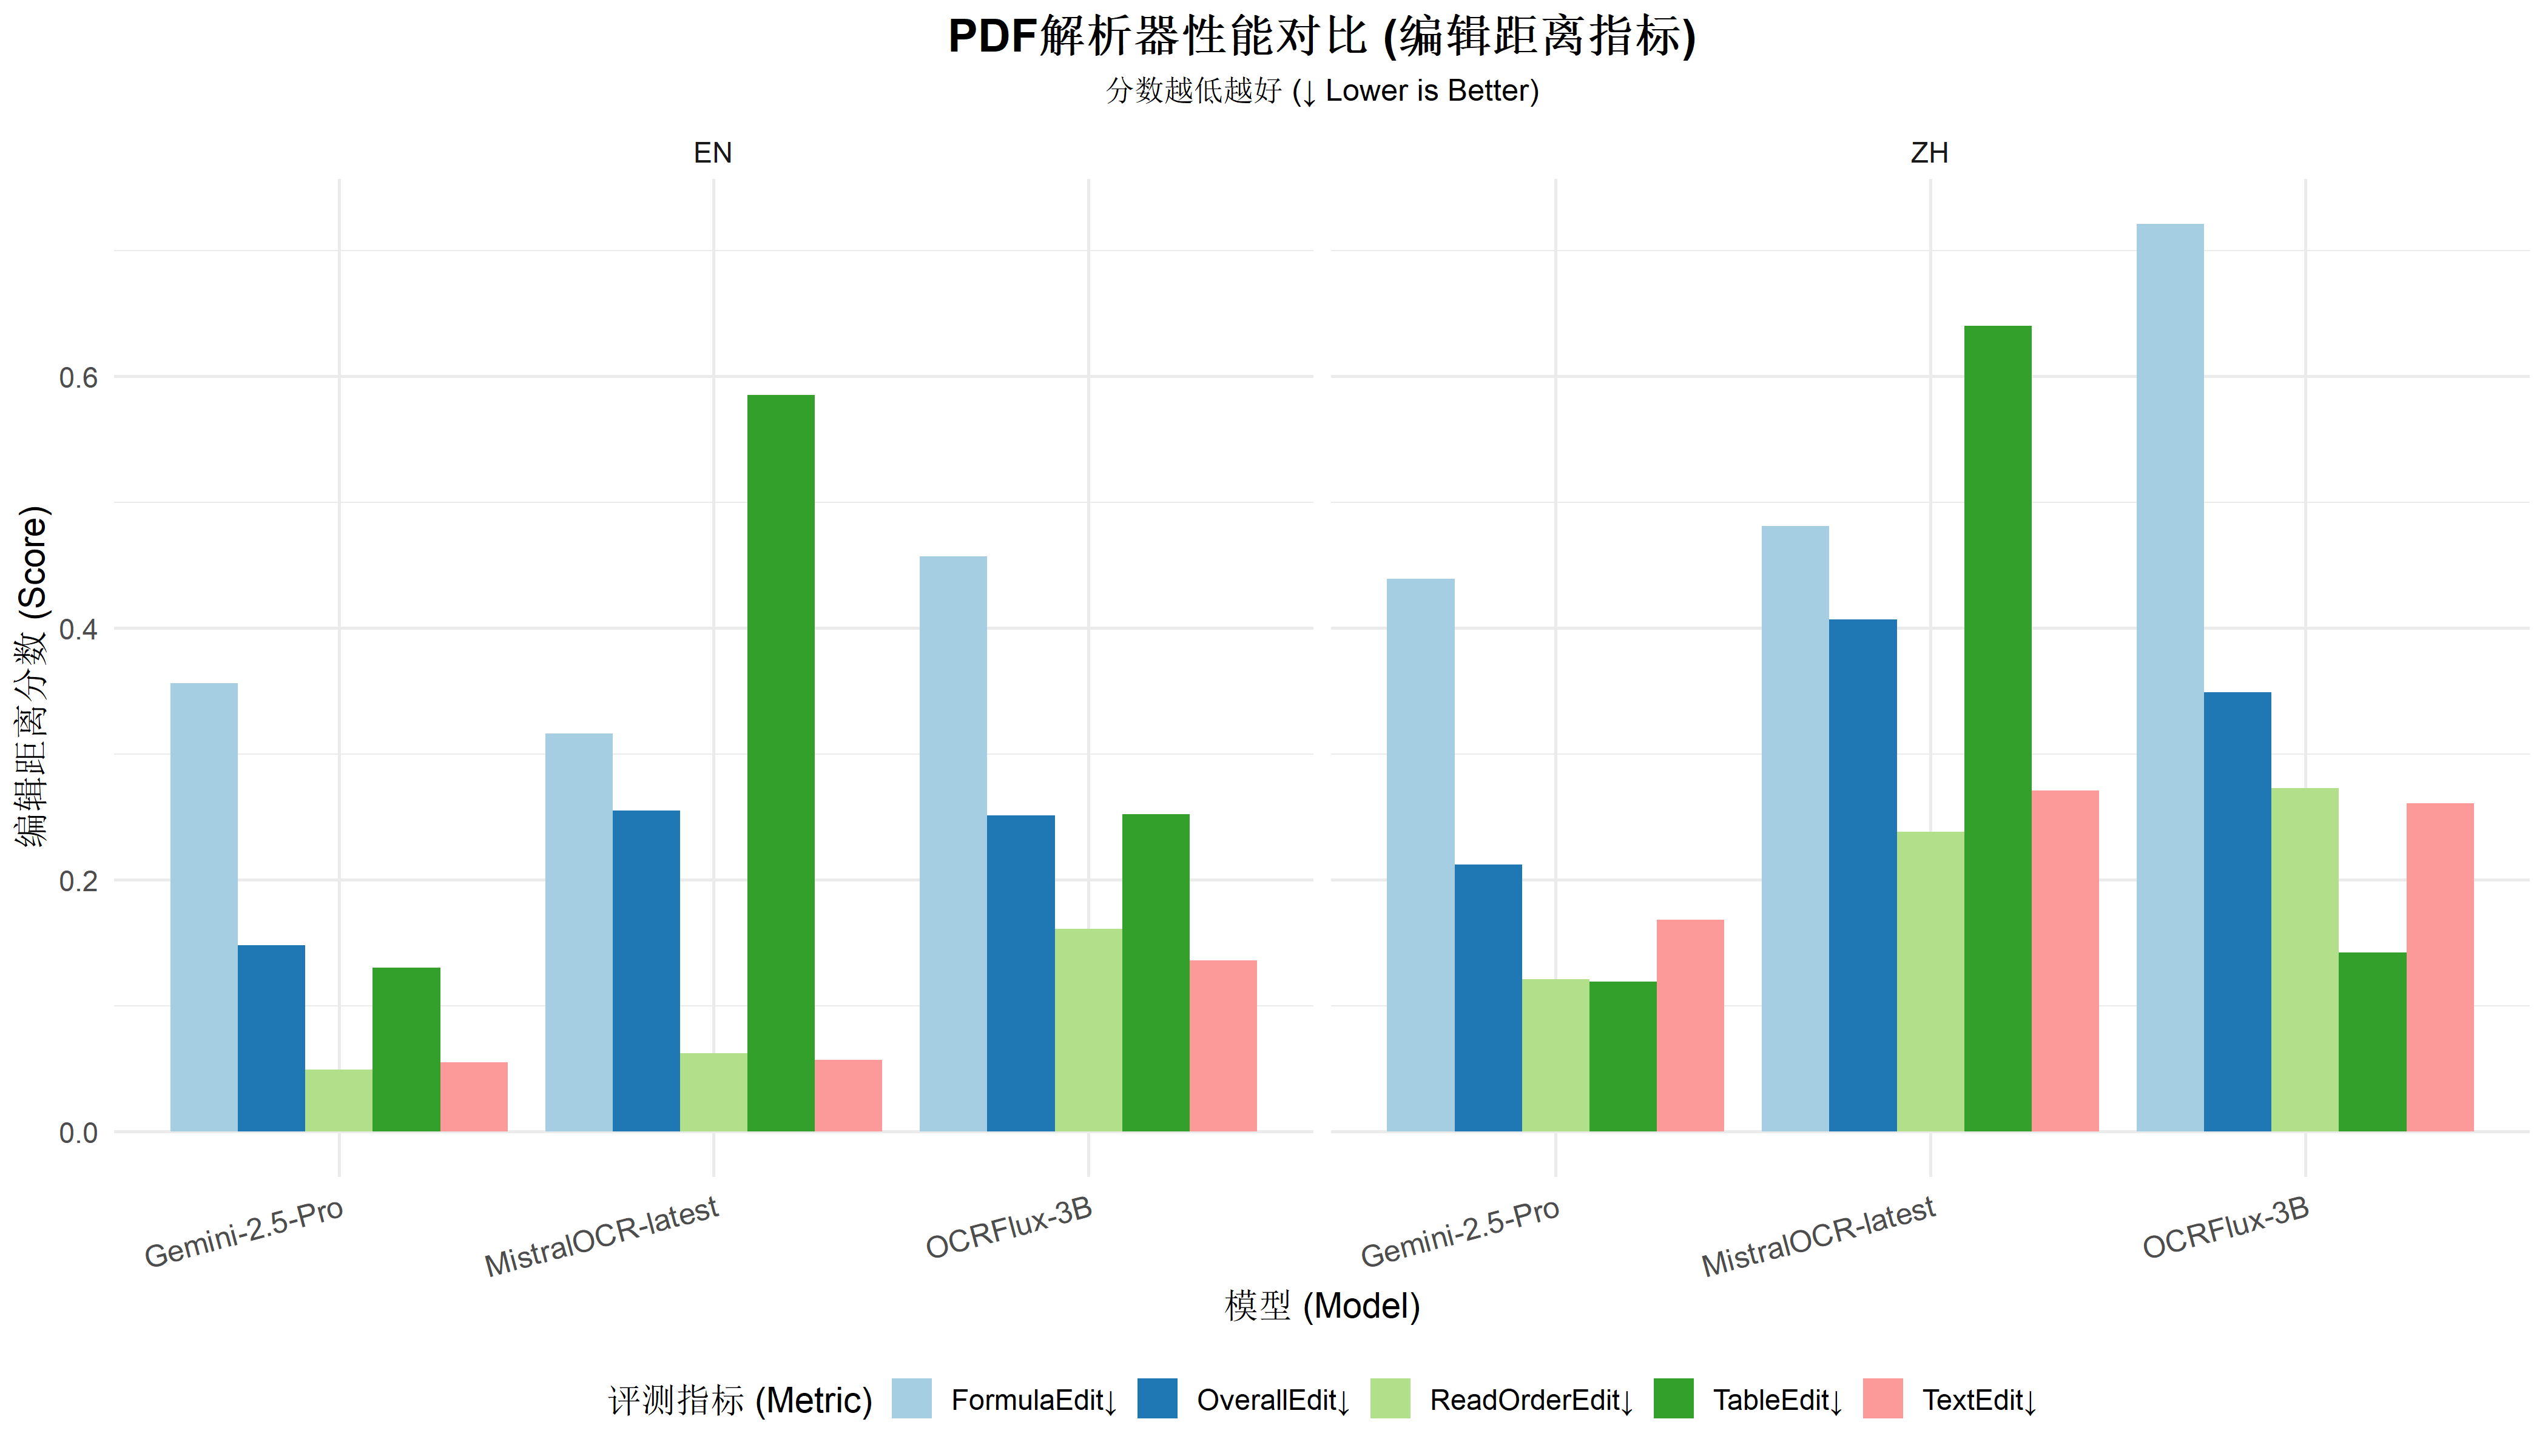 PDF解析器性能对比 (编辑距离指标)
分数越低越好 (↓ Lower is Better)
EN
ZH
编辑距离分数 (Score)
0.6
0.4
0.2
0.0
Gemini-2.5-Pro
MistralOCR-latest
OCRFlux-3B
Gemini-2.5-Pro
MistralOCR-latest
OCRFlux-3B
模型 (Model)
评测指标 (Metric) FormulaEdit↓ OverallEdit↓ ReadOrderEdit↓ TableEdit↓ TextEdit↓